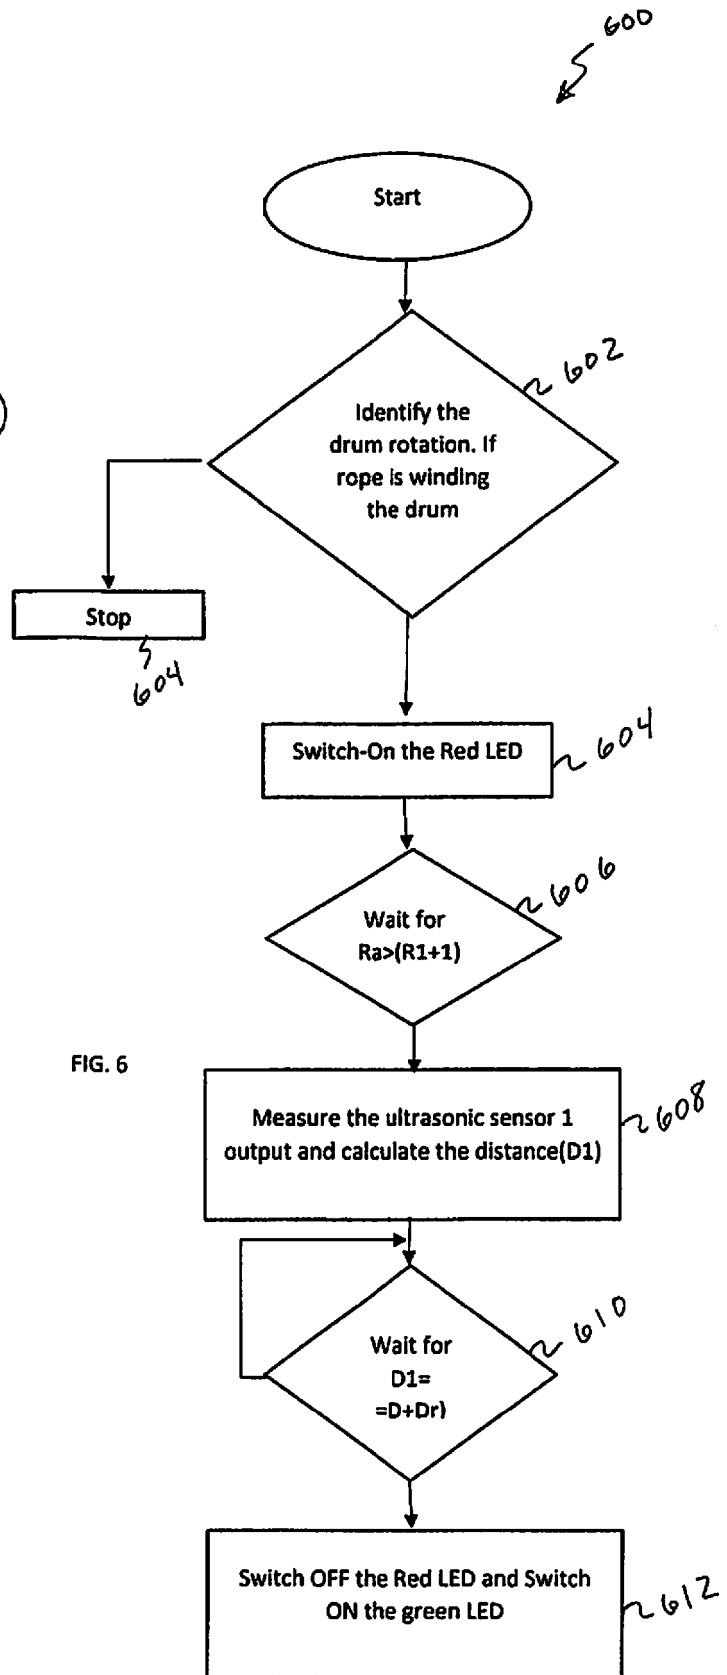 600
Start
602
Identify the
drum rotation. If
rope is winding
the drum
Stop
604
Switch-On the Red LED
604
606
Wait for
Ra>(R1+1)
FIG. 6
608
Measure the ultrasonic sensor 1
output and calculate the distance(D1)
610
Wait for
D1=
=D+Dr)
Switch OFF the Red LED and Switch
ON the green LED
612